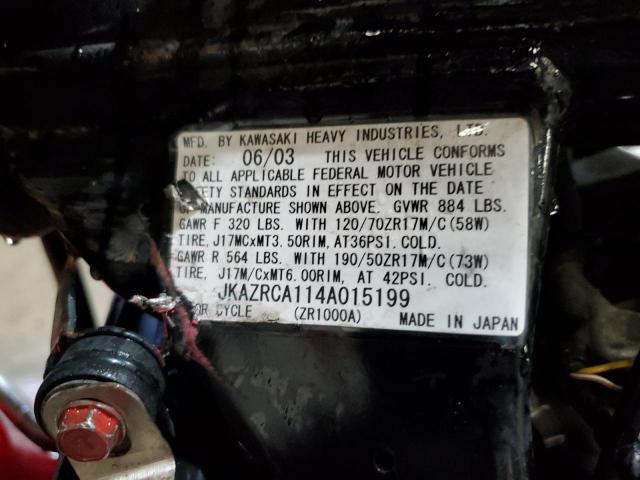 MFD. BY KAWASAKI HEAVY INDUSTRIES, LTD.
DATE: 06/03 THIS VEHICLE CONFORMS
TO ALL APPLICABLE FEDERAL MOTOR VEHICLE
STANDARDS IN EFFECT ON THE DATE
OF MANUFACTURE SHOWN ABOVE. GVWR 884 LBS.
GAWR F 320 LBS. WITH 120/70ZR17M/C(58W)
TIRE, J17MCxMT3.50RIM, AT36PSI. COLD.
GAWR R 564 LBS. WITH 190/50ZR17M/C(73W)
TIRE, J17M/CxMT6.00RIM, AT 42PSI. COLD.
JKAZRCA114A015199
CYCLE (ZR1000A) MADE IN JAPAN